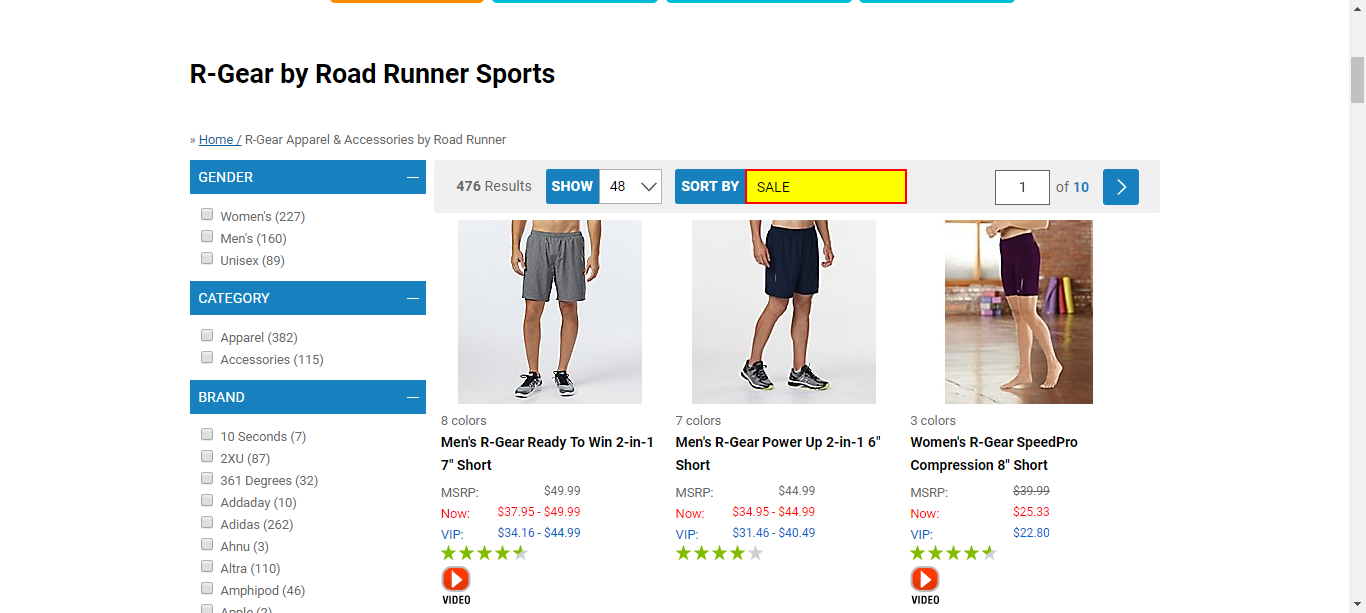 R-Gear by Road Runner Sports
» Home / R-Gear Apparel & Accessories by Road Runner
GENDER
Women's (227)
Men's (160)
Unisex (89)
CATEGORY
Apparel (382)
Accessories (115)
BRAND
10 Seconds (7)
2XU (87)
361 Degrees (32)
Addaday (10)
Adidas (262)
Ahnu (3)
Altra (110)
Amphipod (46)
Apple (2)
476 Results SHOW 48 SORT BY SALE 1 of 10
8 colors
Men's R-Gear Ready To Win 2-in-1
7" Short
MSRP: $49.99
Now: $37.95 - $49.99
VIP: $34.16 - $44.99
VIDEO
7 colors
Men's R-Gear Power Up 2-in-1 6"
Short
MSRP: $44.99
Now: $34.95 - $44.99
VIP: $31.46 - $40.49
3 colors
Women's R-Gear SpeedPro
Compression 8" Short
MSRP: $39.99
Now: $25.33
VIP: $22.80
VIDEO